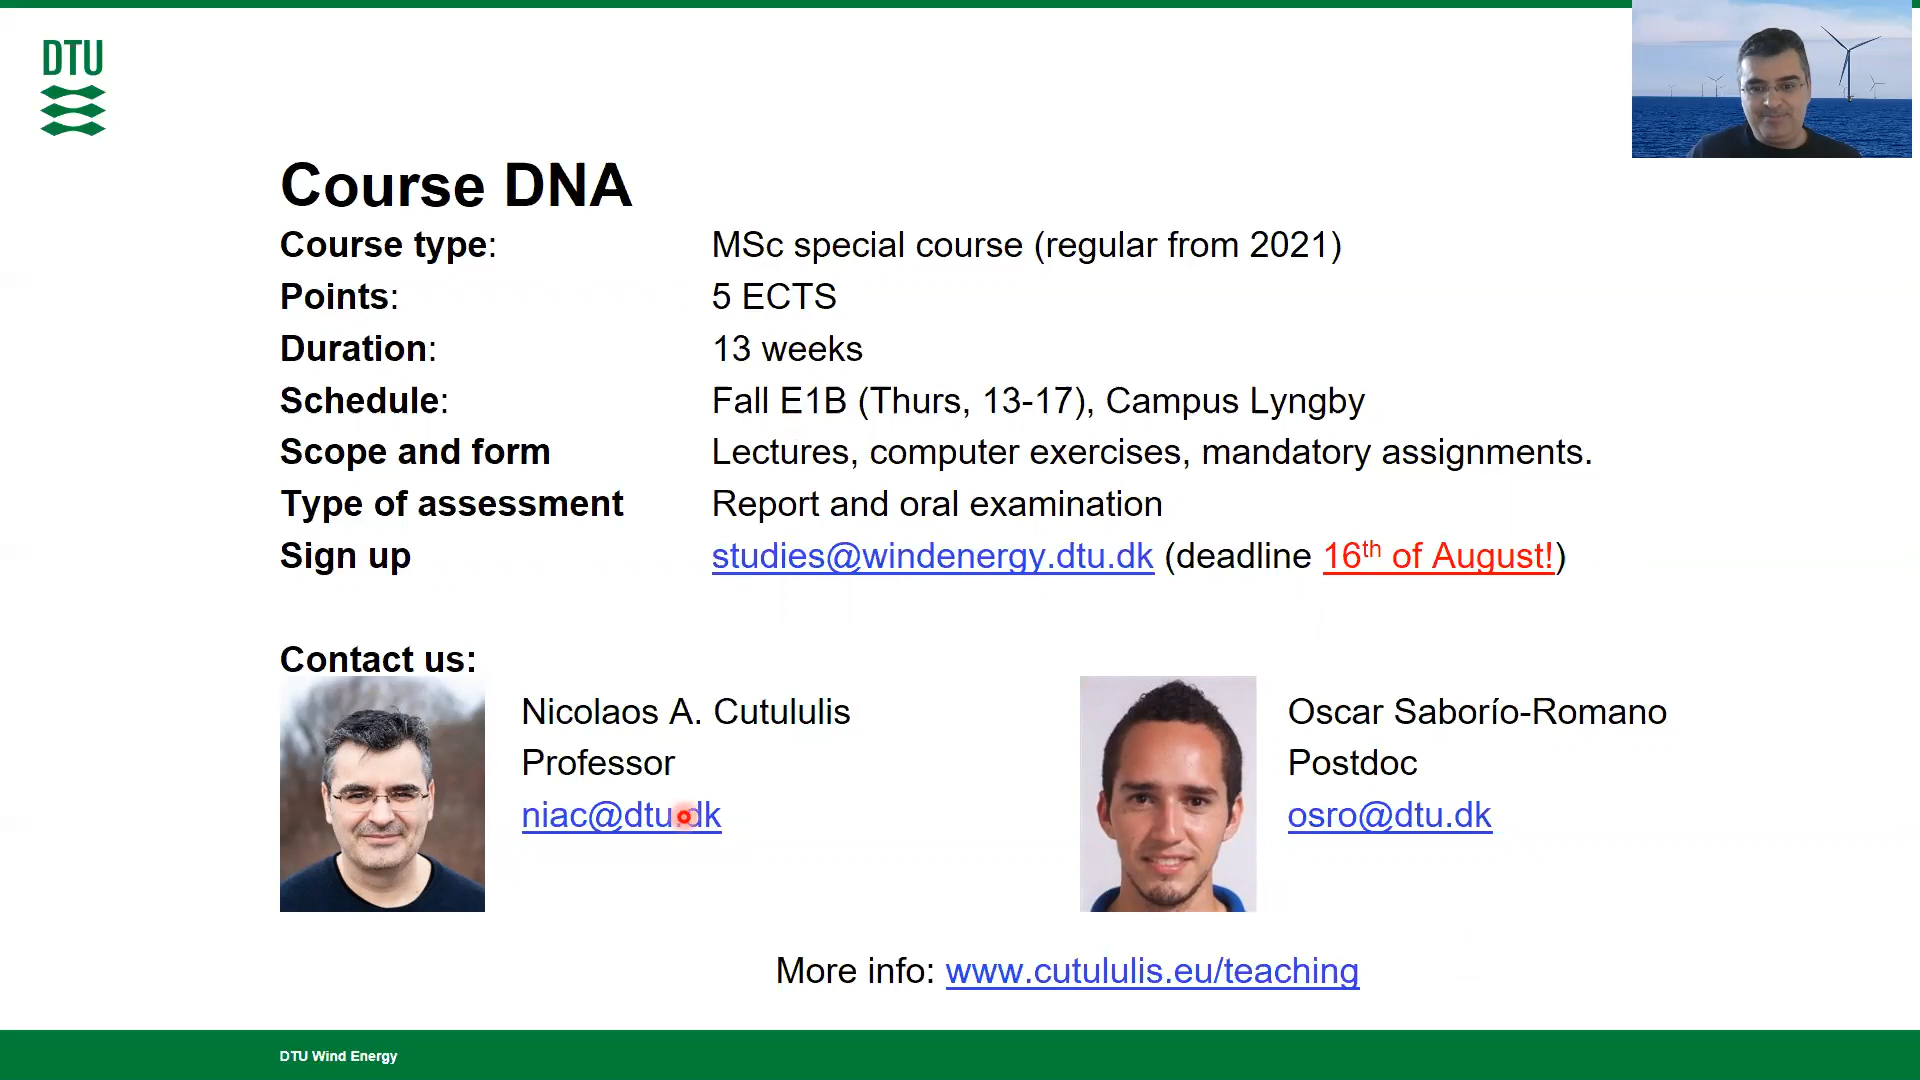 DTU
Course DNA
Course type: MSc special course (regular from 2021)
Points: 5 ECTS
Duration: 13 weeks
Schedule: Fall E1B (Thurs, 13-17), Campus Lyngby
Scope and form Lectures, computer exercises, mandatory assignments.
Type of assessment Report and oral examination
Sign up studies@windenergy.dtu.dk (deadline 16th of August!)
Contact us:
Nicolaos A. Cutululis
Professor
niac@dtu.dk
Oscar Saborío-Romano
Postdoc
osro@dtu.dk
More info: www.cutululis.eu/teaching
DTU Wind Energy